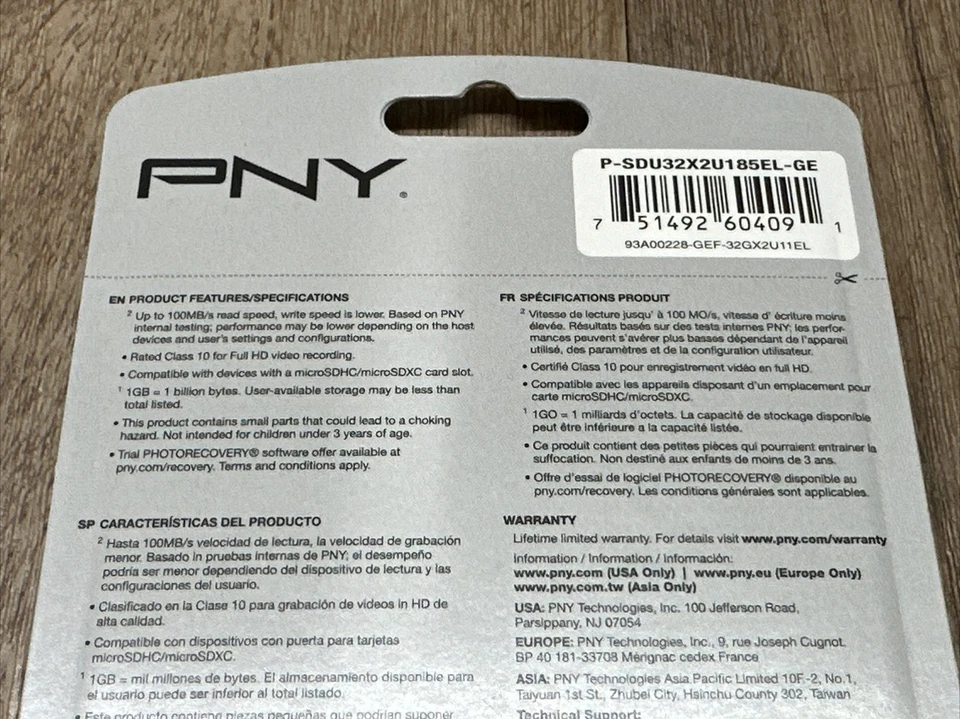 PNY®
P-SDU32X2U185EL-GE
7 51492 60409 1
93A00228-GEF-32GX2U11EL
EN PRODUCT FEATURES/SPECIFICATIONS
² Up to 100MB/s read speed, write speed is lower. Based on PNY
internal testing; performance may be lower depending on the host
devices and user's settings and configurations.
• Rated Class 10 for Full HD video recording.
• Compatible with devices with a microSDHC/microSDXC card slot.
¹ 1GB = 1 billion bytes. User-available storage may be less than
total listed.
• This product contains small parts that could lead to a choking
hazard. Not intended for children under 3 years of age.
• Trial PHOTORECOVERY® software offer available at
pny.com/recovery. Terms and conditions apply.
FR SPÉCIFICATIONS PRODUIT
² Vitesse de lecture jusqu' à 100 MO/s, vitesse d' écriture moins
élevée. Résultats basés sur des tests internes PNY; les perfor-
mances peuvent s'avérer plus basses dépendant de l'appareil
utilisé, des paramètres et de la configuration utilisateur.
• Certifié Class 10 pour enregistrement vidéo en full HD.
• Compatible avec les appareils disposant d'un emplacement pour
carte microSDHC/microSDXC.
¹ 1GO = 1 milliards d'octets. La capacité de stockage disponible
peut être inférieure a la capacité listée.
• Ce produit contient des petites pièces qui pourraient entrainer la
suffocation. Non destiné aux enfants de moins de 3 ans.
• Offre d'essai de logiciel PHOTORECOVERY® disponible au
pny.com/recovery. Les conditions générales sont applicables.
SP CARACTERÍSTICAS DEL PRODUCTO
² Hasta 100MB/s velocidad de lectura, la velocidad de grabación
menor. Basado in pruebas internas de PNY; el desempeño
podría ser menor dependiendo del dispositivo de lectura y las
configuraciones del usuario.
• Clasificado en la Clase 10 para grabación de videos in HD de
alta calidad.
• Compatible con dispositivos con puerta para tarjetas
microSDHC/microSDXC.
¹ 1GB = mil millones de bytes. El almacenamiento disponible para
el usuario puede ser inferior al total listado.
• Este producto contiene piezas pequeñas que podrían suponer
WARRANTY
Lifetime limited warranty. For details visit www.pny.com/warranty
Information / Information / Información:
www.pny.com (USA Only) | www.pny.eu (Europe Only)
www.pny.com.tw (Asia Only)
USA: PNY Technologies, Inc. 100 Jefferson Road,
Parsippany, NJ 07054
EUROPE: PNY Technologies, Inc., 9, rue Joseph Cugnot.
BP 40 181-33708 Mérignac cedex France
ASIA: PNY Technologies Asia Pacific Limited 10F.-2, No.1,
Taiyuan 1st St., Zhubei City, Hsinchu County 302, Taiwan
Technical Support: